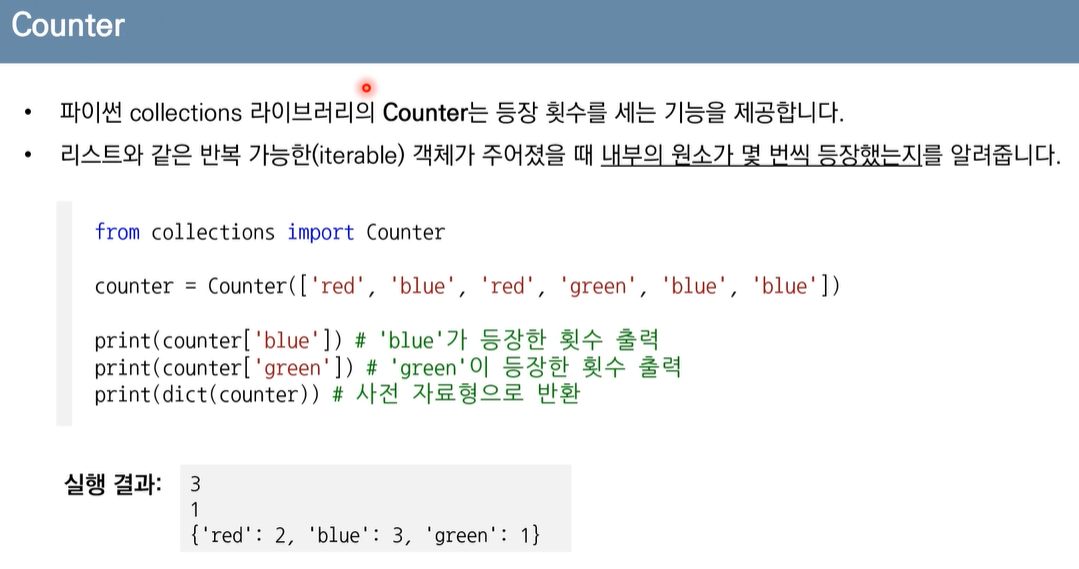 Counter
• 파이썬 collections 라이브러리의 Counter는 등장 횟수를 세는 기능을 제공합니다.
• 리스트와 같은 반복 가능한(iterable) 객체가 주어졌을 때 내부의 원소가 몇 번씩 등장했는지를 알려줍니다.
from collections import Counter
counter = Counter(['red', 'blue', 'red', 'green', 'blue', 'blue'])
print(counter['blue']) # 'blue'가 등장한 횟수 출력
print(counter['green']) # 'green'이 등장한 횟수 출력
print(dict(counter)) # 사전 자료형으로 반환
실행 결과:
3
1
{'red': 2, 'blue': 3, 'green': 1}